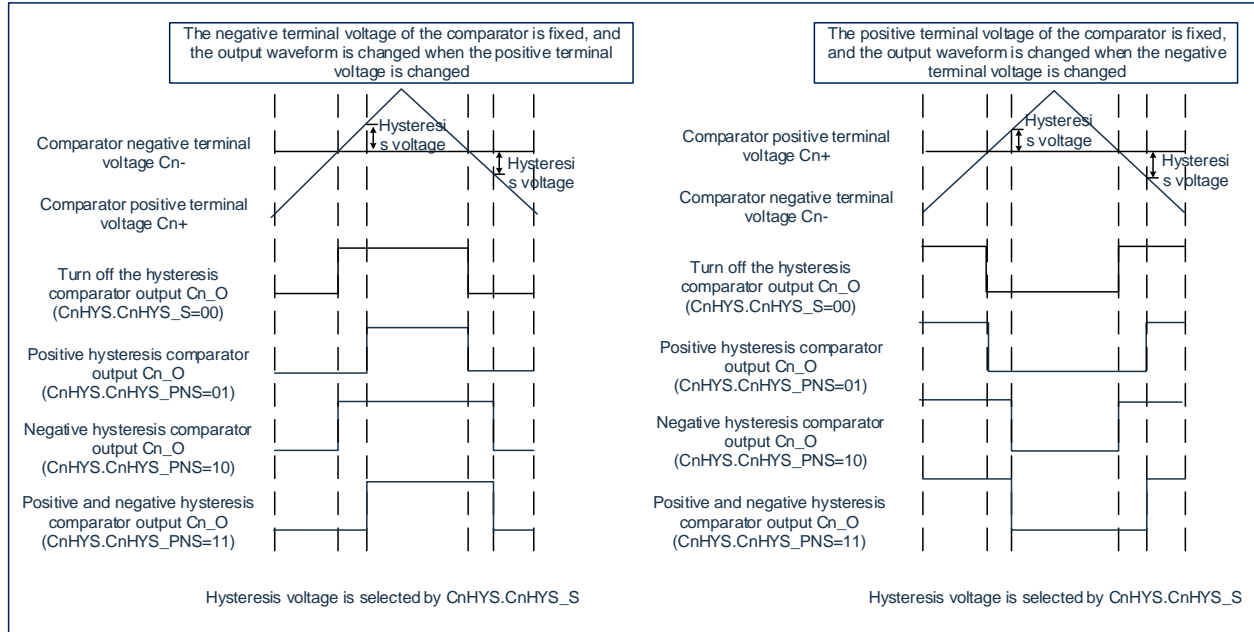 The negative terminal voltage of the comparator is fixed, and
the output waveform is changed when the positive terminal
voltage is changed
Hysteresi
s voltage
Comparator negative terminal
voltage Cn-
Hysteresi
s voltage
Comparator positive terminal
voltage Cn+
Turn off the hysteresis
comparator output Cn_O
(CnHYS.CnHYS_S=00)
Positive hysteresis comparator
output Cn_O
(CnHYS.CnHYS_PNS=01)
Negative hysteresis comparator
output Cn_O
(CnHYS.CnHYS_PNS=10)
Positive and negative hysteresis
comparator output Cn_O
(CnHYS.CnHYS_PNS=11)
Hysteresis voltage is selected by CnHYS.CnHYS_S
The positive terminal voltage of the comparator is fixed,
and the output waveform is changed when the negative
terminal voltage is changed
Hysteresi
s voltage
Comparator positive terminal
voltage Cn+
Hysteresi
s voltage
Comparator negative terminal
voltage Cn-
Turn off the hysteresis
comparator output Cn_O
(CnHYS.CnHYS_S=00)
Positive hysteresis comparator
output Cn_O
(CnHYS.CnHYS_PNS=01)
Negative hysteresis comparator
output Cn_O
(CnHYS.CnHYS_PNS=10)
Positive and negative hysteresis
comparator output Cn_O
(CnHYS.CnHYS_PNS=11)
Hysteresis voltage is selected by CnHYS.CnHYS_S